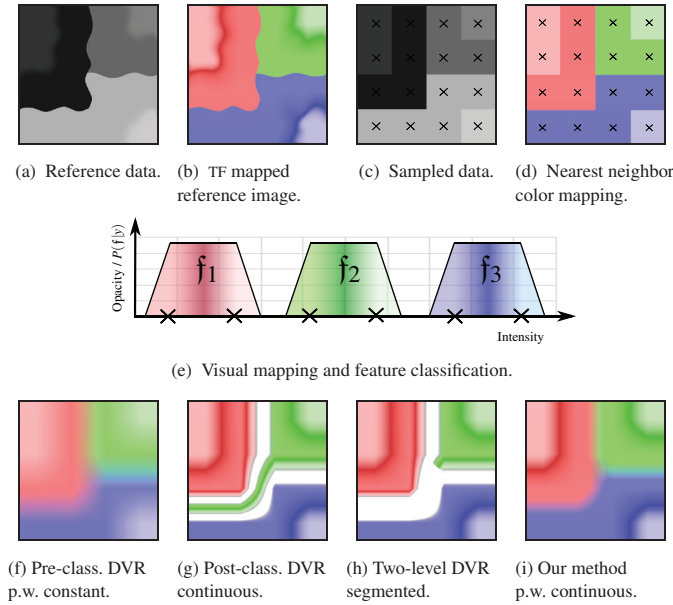 (a) Reference data.
(b) TF mapped
reference image.
(c) Sampled data.
(d) Nearest neighbor
color mapping.
Opacity / P(𝔣|y)
𝔣1
𝔣2
𝔣3
Intensity
(e) Visual mapping and feature classification.
(f) Pre-class. DVR
p.w. constant.
(g) Post-class. DVR
continuous.
(h) Two-level DVR
segmented.
(i) Our method
p.w. continuous.